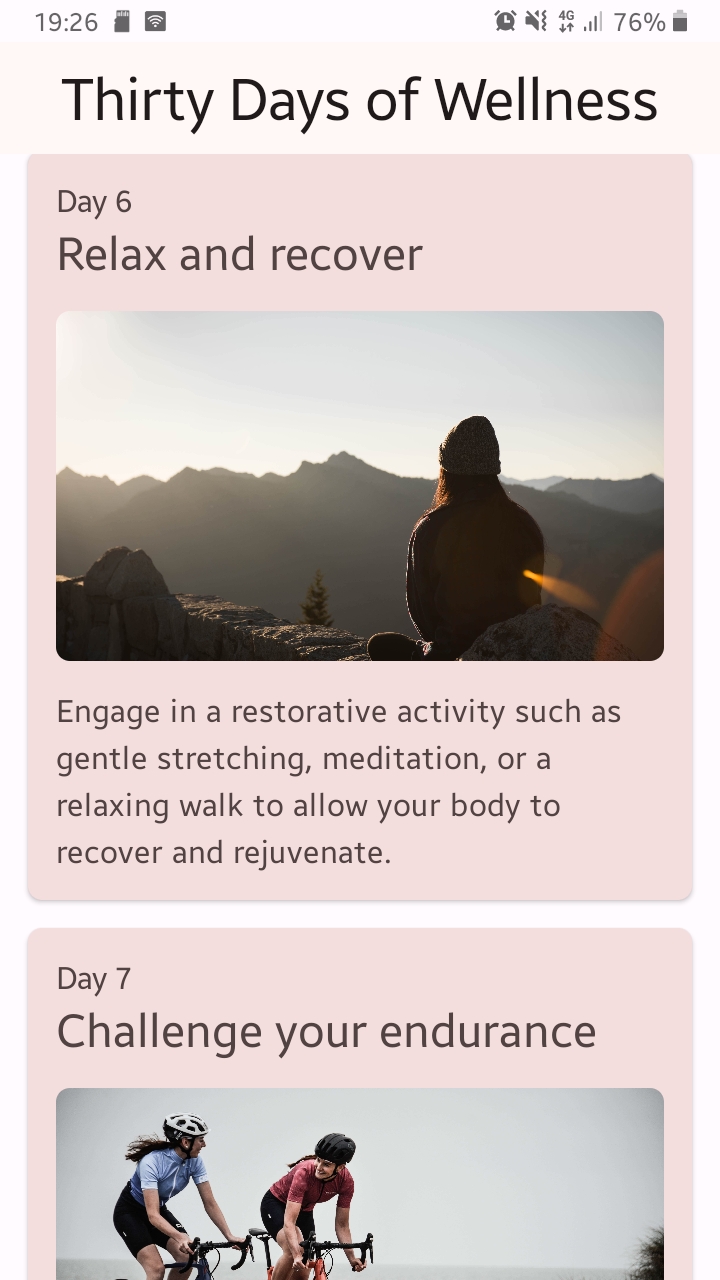 19:26 4G 76%
Thirty Days of Wellness
Day 6
Relax and recover
Engage in a restorative activity such as
gentle stretching, meditation, or a
relaxing walk to allow your body to
recover and rejuvenate.
Day 7
Challenge your endurance